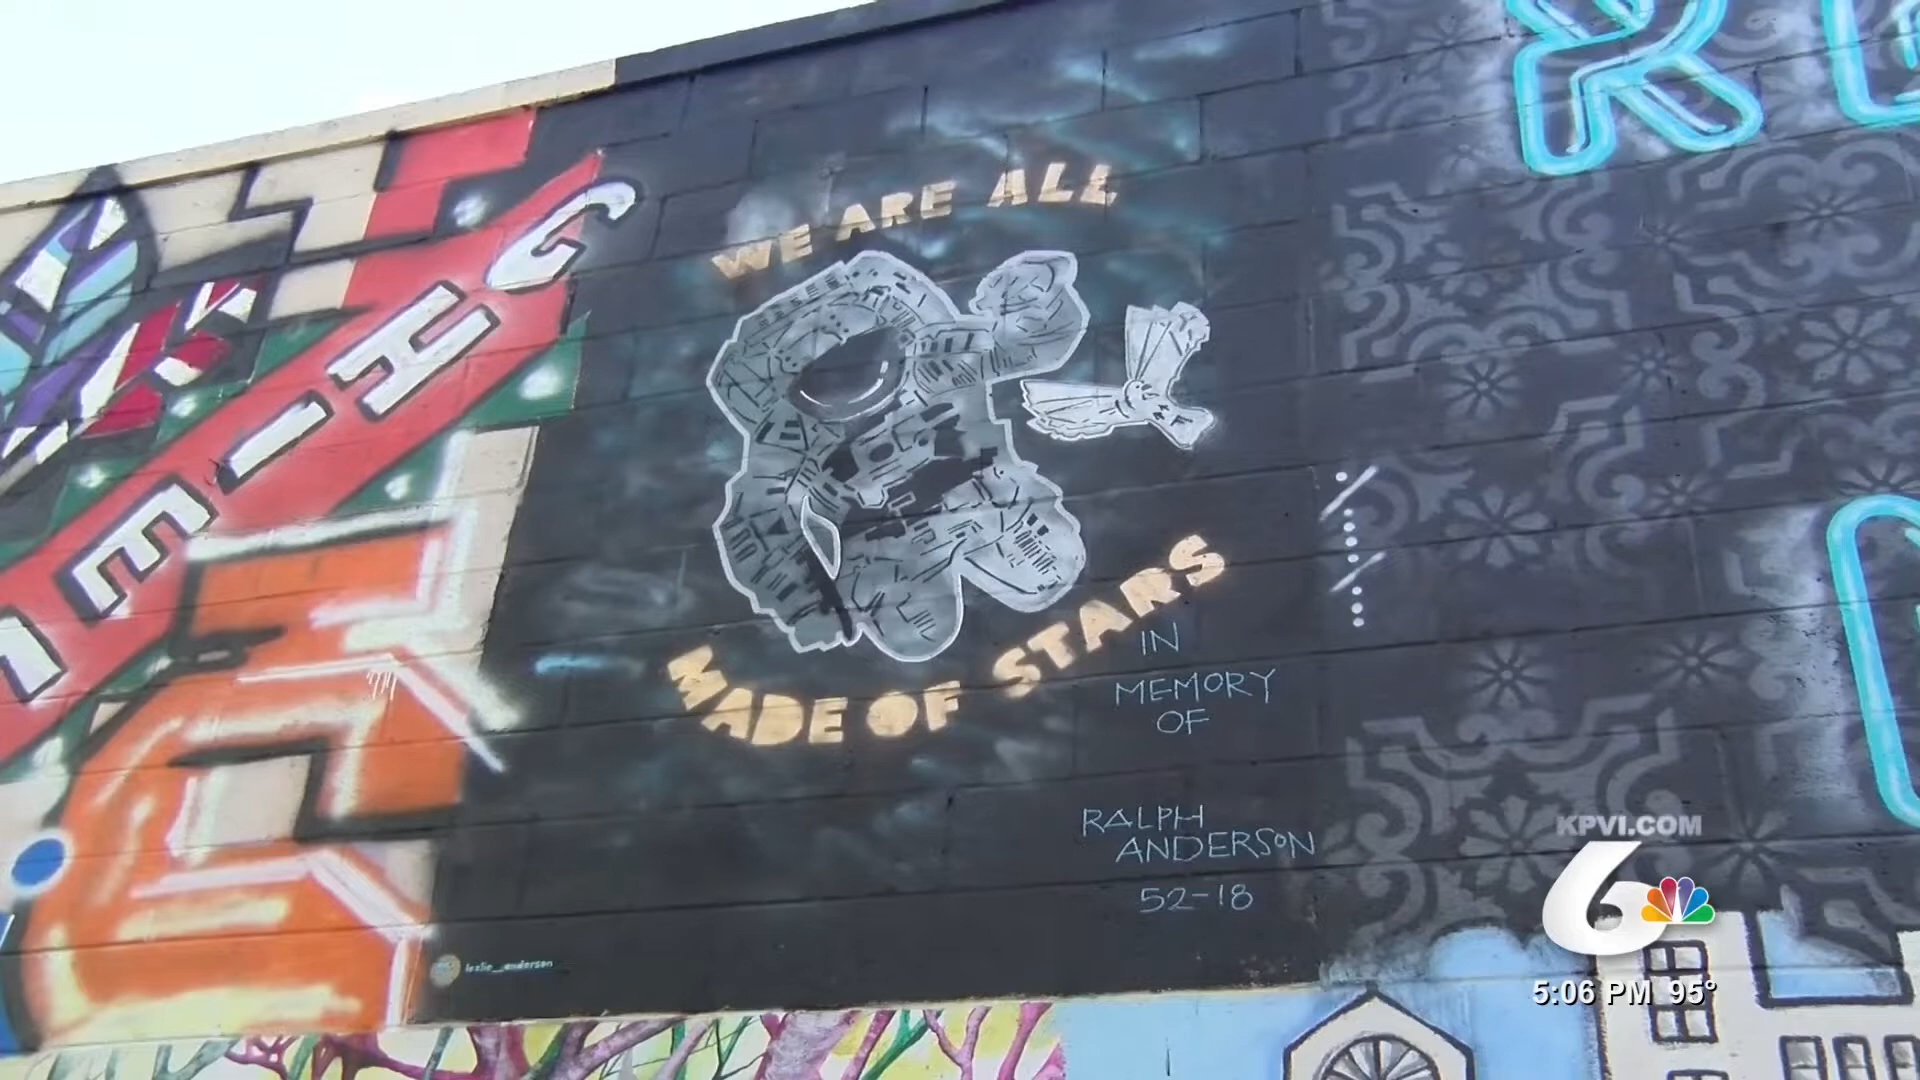 WE ARE ALL
MADE OF STARS
IN
MEMORY
OF
RALPH
ANDERSON
52-18
leslie_anderson
KPVI.COM
6
5:06 PM 95°